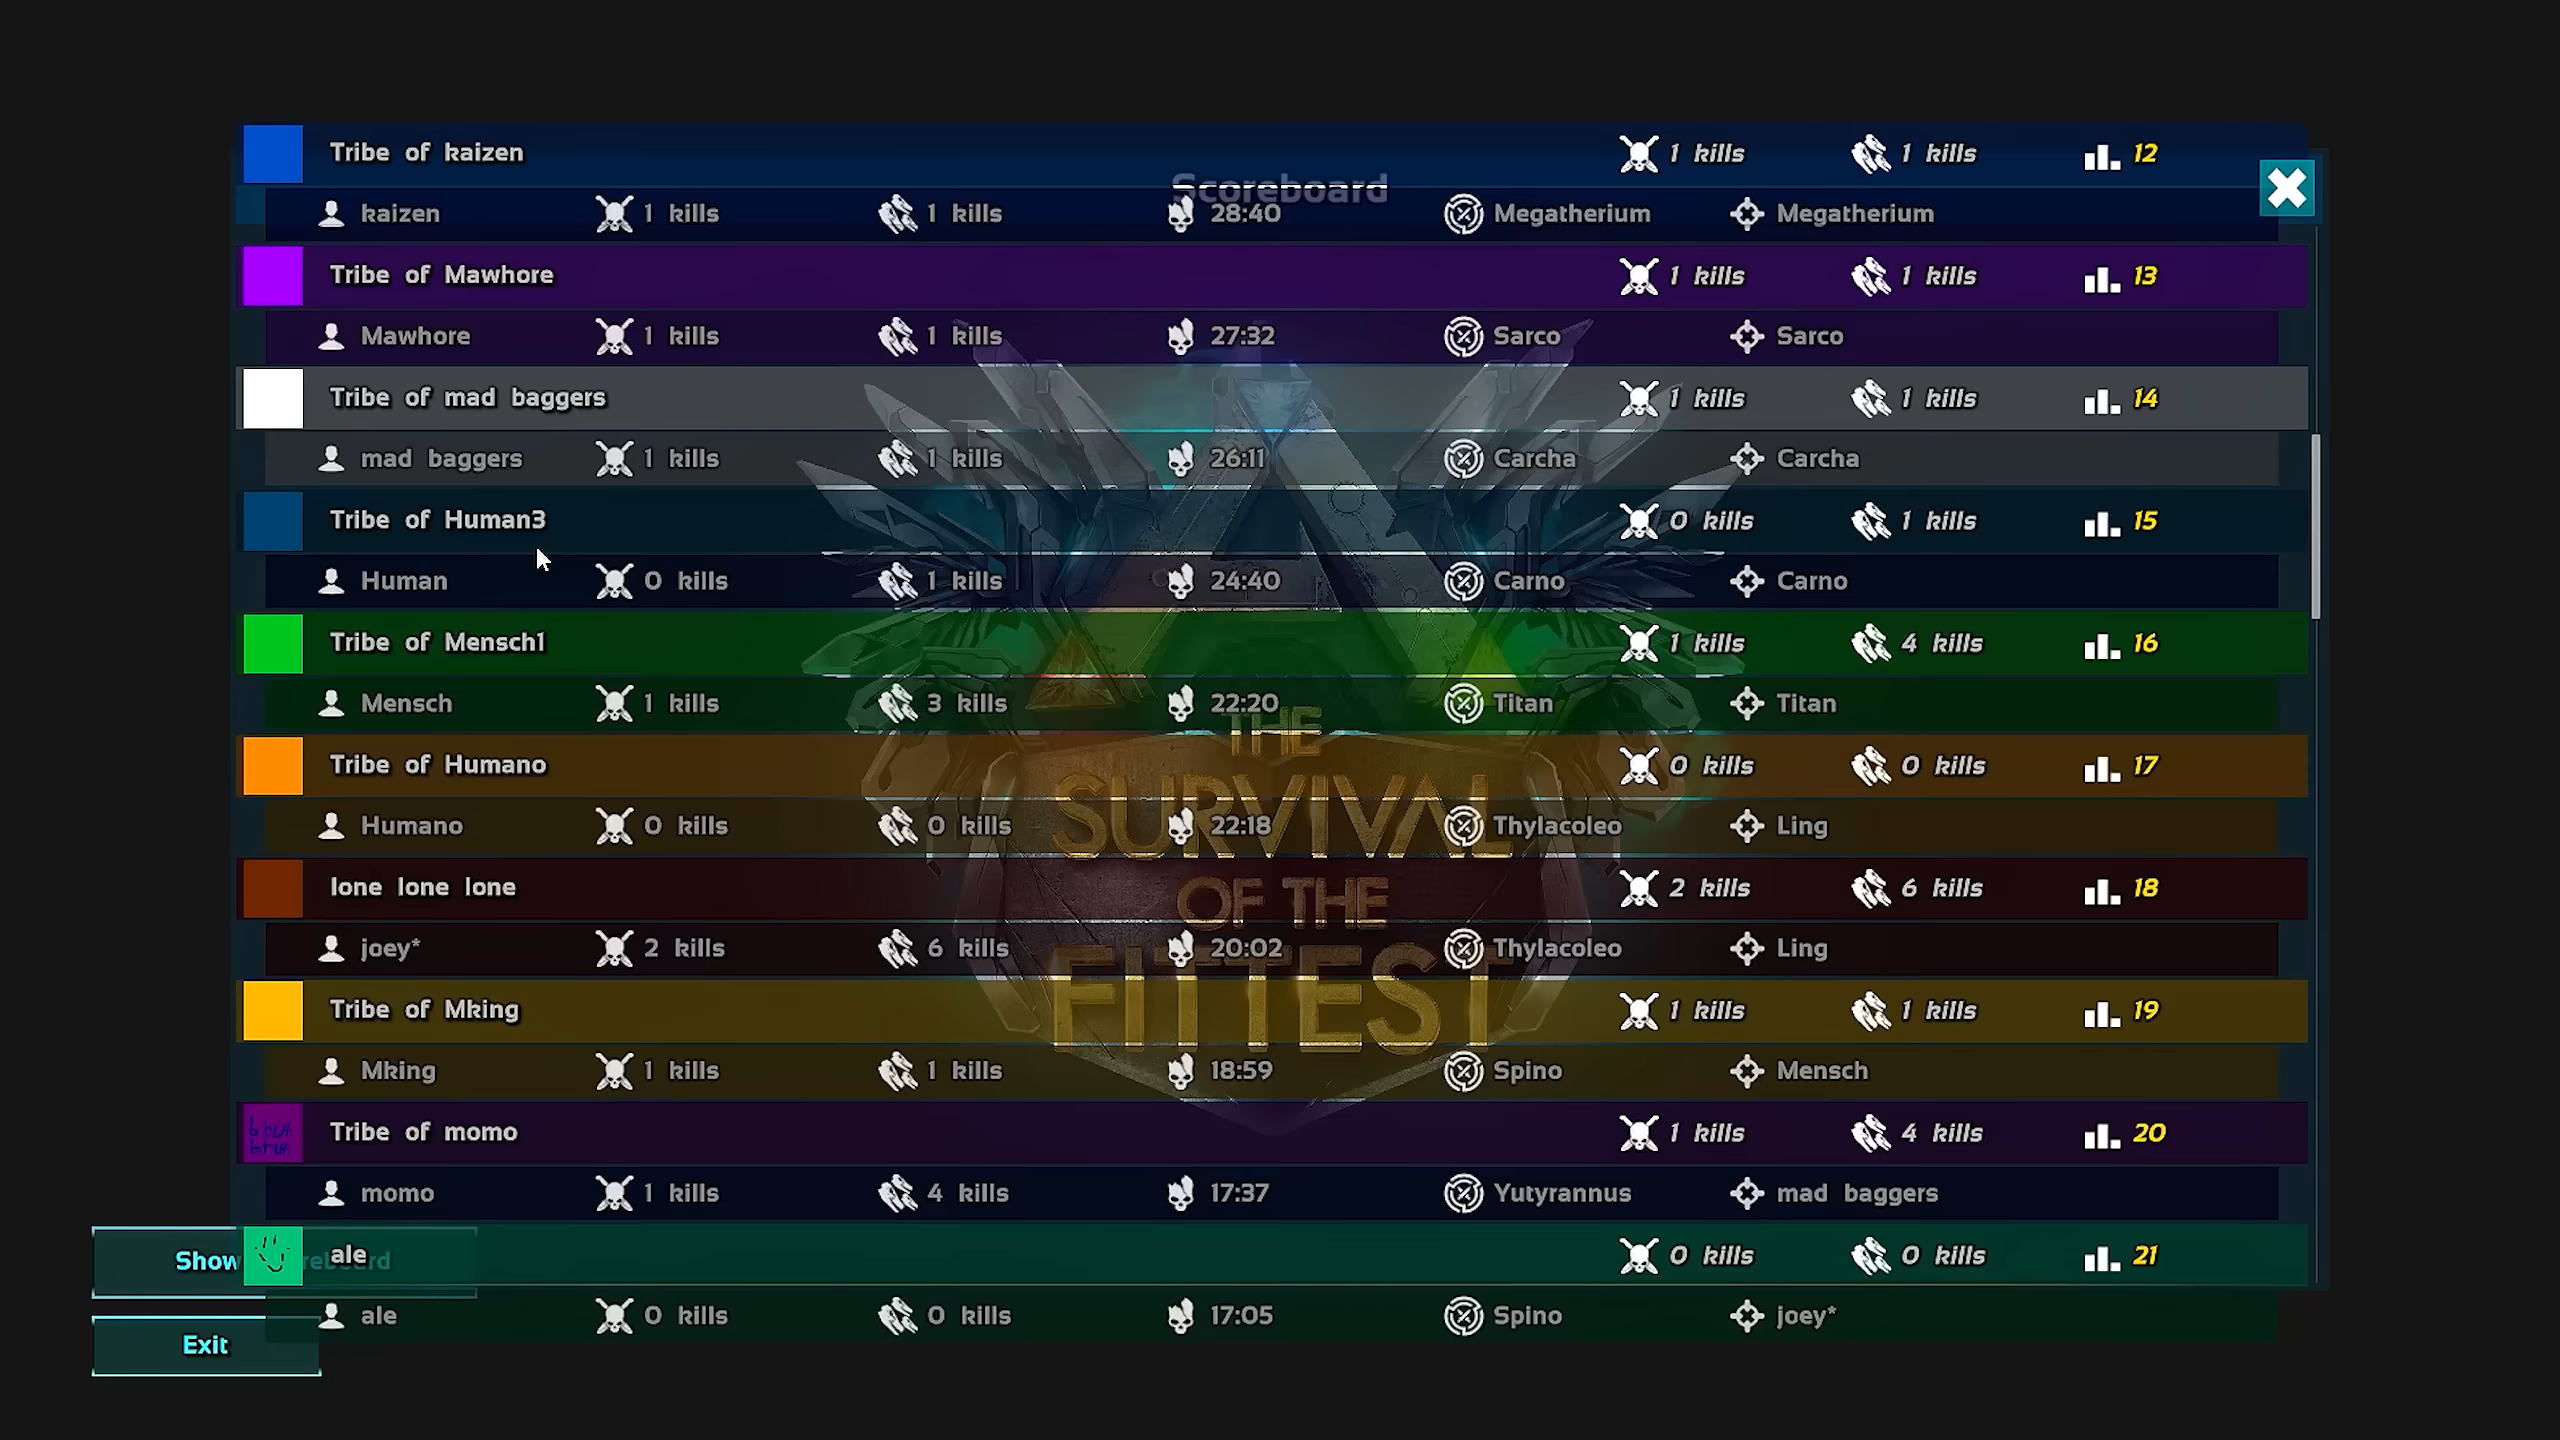 Tribe of kaizen 1 kills 1 kills 12
Scoreboard
kaizen 1 kills 1 kills 28:40 Megatherium Megatherium
Tribe of Mawhore 1 kills 1 kills 13
Mawhore 1 kills 1 kills 27:32 Sarco Sarco
Tribe of mad baggers 1 kills 1 kills 14
mad baggers 1 kills 1 kills 26:11 Carcha Carcha
Tribe of Human3 0 kills 1 kills 15
Human 0 kills 1 kills 24:40 Carno Carno
Tribe of Mensch1 1 kills 4 kills 16
Mensch 1 kills 3 kills 22:20 Titan Titan
THE
Tribe of Humano 0 kills 0 kills 17
SURVIVAL
Humano 0 kills 0 kills 22:18 Thylacoleo Ling
lone lone lone 2 kills 6 kills 18
OF THE
joey* 2 kills 6 kills 20:02 Thylacoleo Ling
FITTEST
Tribe of Mking 1 kills 1 kills 19
Mking 1 kills 1 kills 18:59 Spino Mensch
bruh
bruh
Tribe of momo 1 kills 4 kills 20
momo 1 kills 4 kills 17:37 Yutyrannus mad baggers
Show reboard
ale 0 kills 0 kills 21
ale 0 kills 0 kills 17:05 Spino joey*
Exit